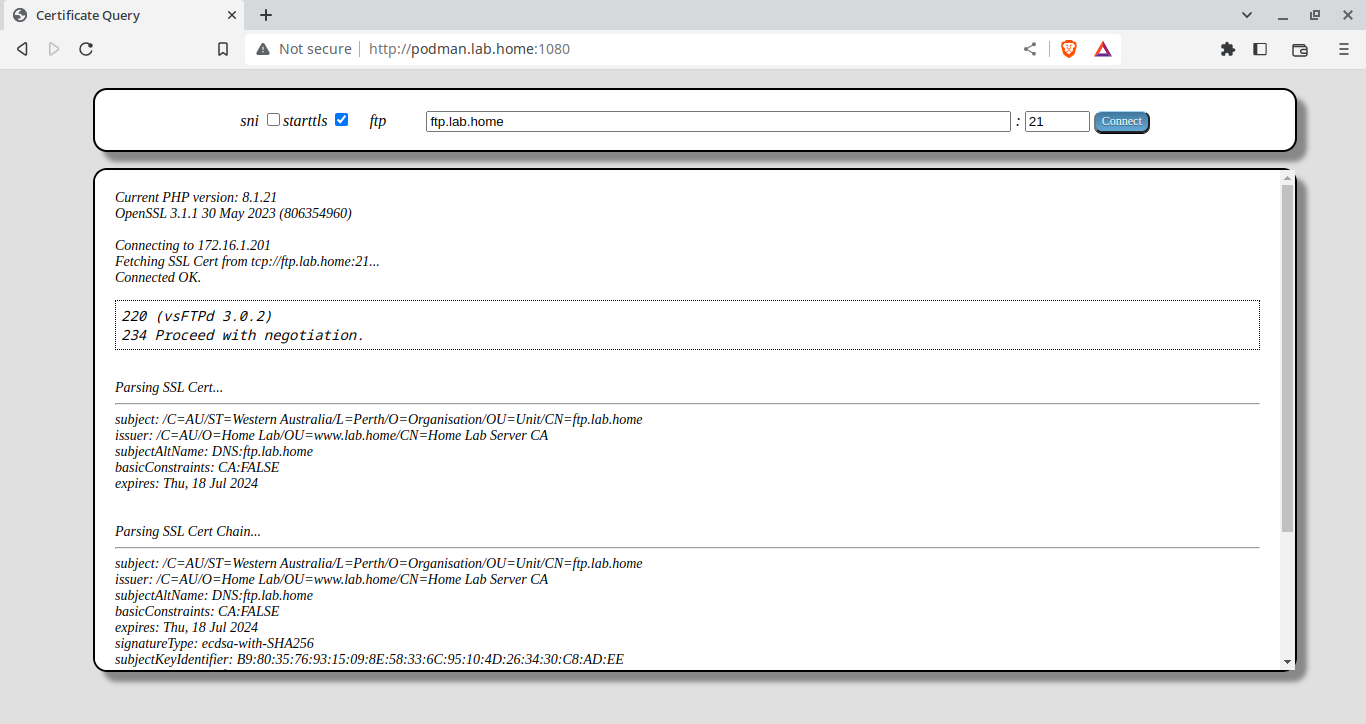 Certificate Query
Not secure http://podman.lab.home:1080
sni starttls ftp ftp.lab.home : 21 Connect
Current PHP version: 8.1.21
OpenSSL 3.1.1 30 May 2023 (806354960)
Connecting to 172.16.1.201
Fetching SSL Cert from tcp://ftp.lab.home:21...
Connected OK.
220 (vsFTPd 3.0.2)
234 Proceed with negotiation.
Parsing SSL Cert...
subject: /C=AU/ST=Western Australia/L=Perth/O=Organisation/OU=Unit/CN=ftp.lab.home
issuer: /C=AU/O=Home Lab/OU=www.lab.home/CN=Home Lab Server CA
subjectAltName: DNS:ftp.lab.home
basicConstraints: CA:FALSE
expires: Thu, 18 Jul 2024
Parsing SSL Cert Chain...
subject: /C=AU/ST=Western Australia/L=Perth/O=Organisation/OU=Unit/CN=ftp.lab.home
issuer: /C=AU/O=Home Lab/OU=www.lab.home/CN=Home Lab Server CA
subjectAltName: DNS:ftp.lab.home
basicConstraints: CA:FALSE
expires: Thu, 18 Jul 2024
signatureType: ecdsa-with-SHA256
subjectKeyIdentifier: B9:80:35:76:93:15:09:8E:58:33:6C:95:10:4D:26:34:30:C8:AD:EE